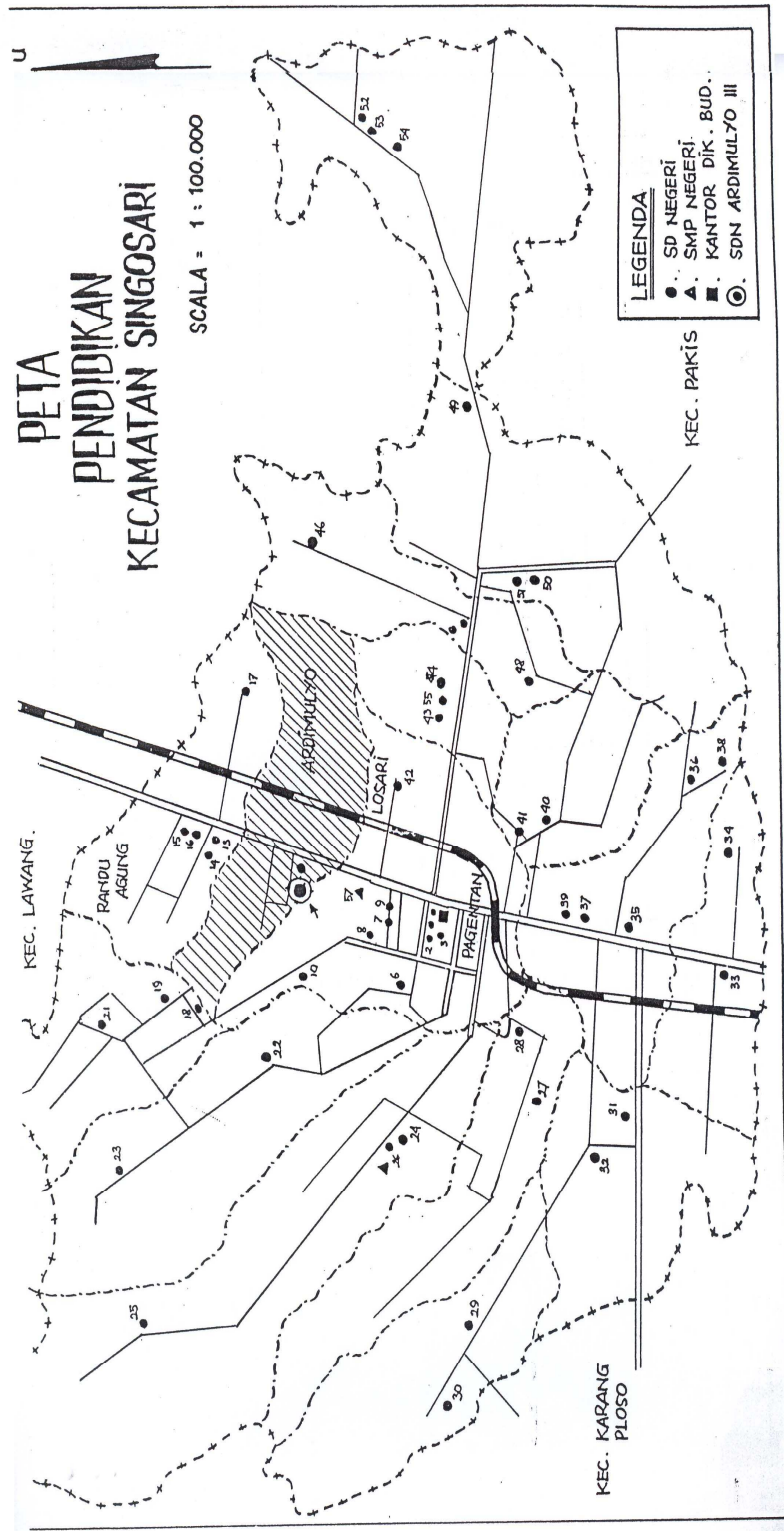 U
PETA
PENDIDIKAN
KECAMATAN SINGOSARI
SCALA = 1 : 100.000
KEC. LAWANG.
RANDU
AGUNG
ARDIMULYO
LOSARI
PAGENTAN
KEC. PAKIS
KEC. KARANG
PLOSO
LEGENDA
SD NEGERI
SMP NEGERI
KANTOR DIK. BUD.
SDN ARDIMULYO III
52
53
54
49
46
17
15
16
14
13
42
43 55 44
51
50
48
41
40
36
38
34
39
37
35
33
57
9
7
8
2
3
6
10
18
19
21
22
23
24
25
28
27
31
32
29
30